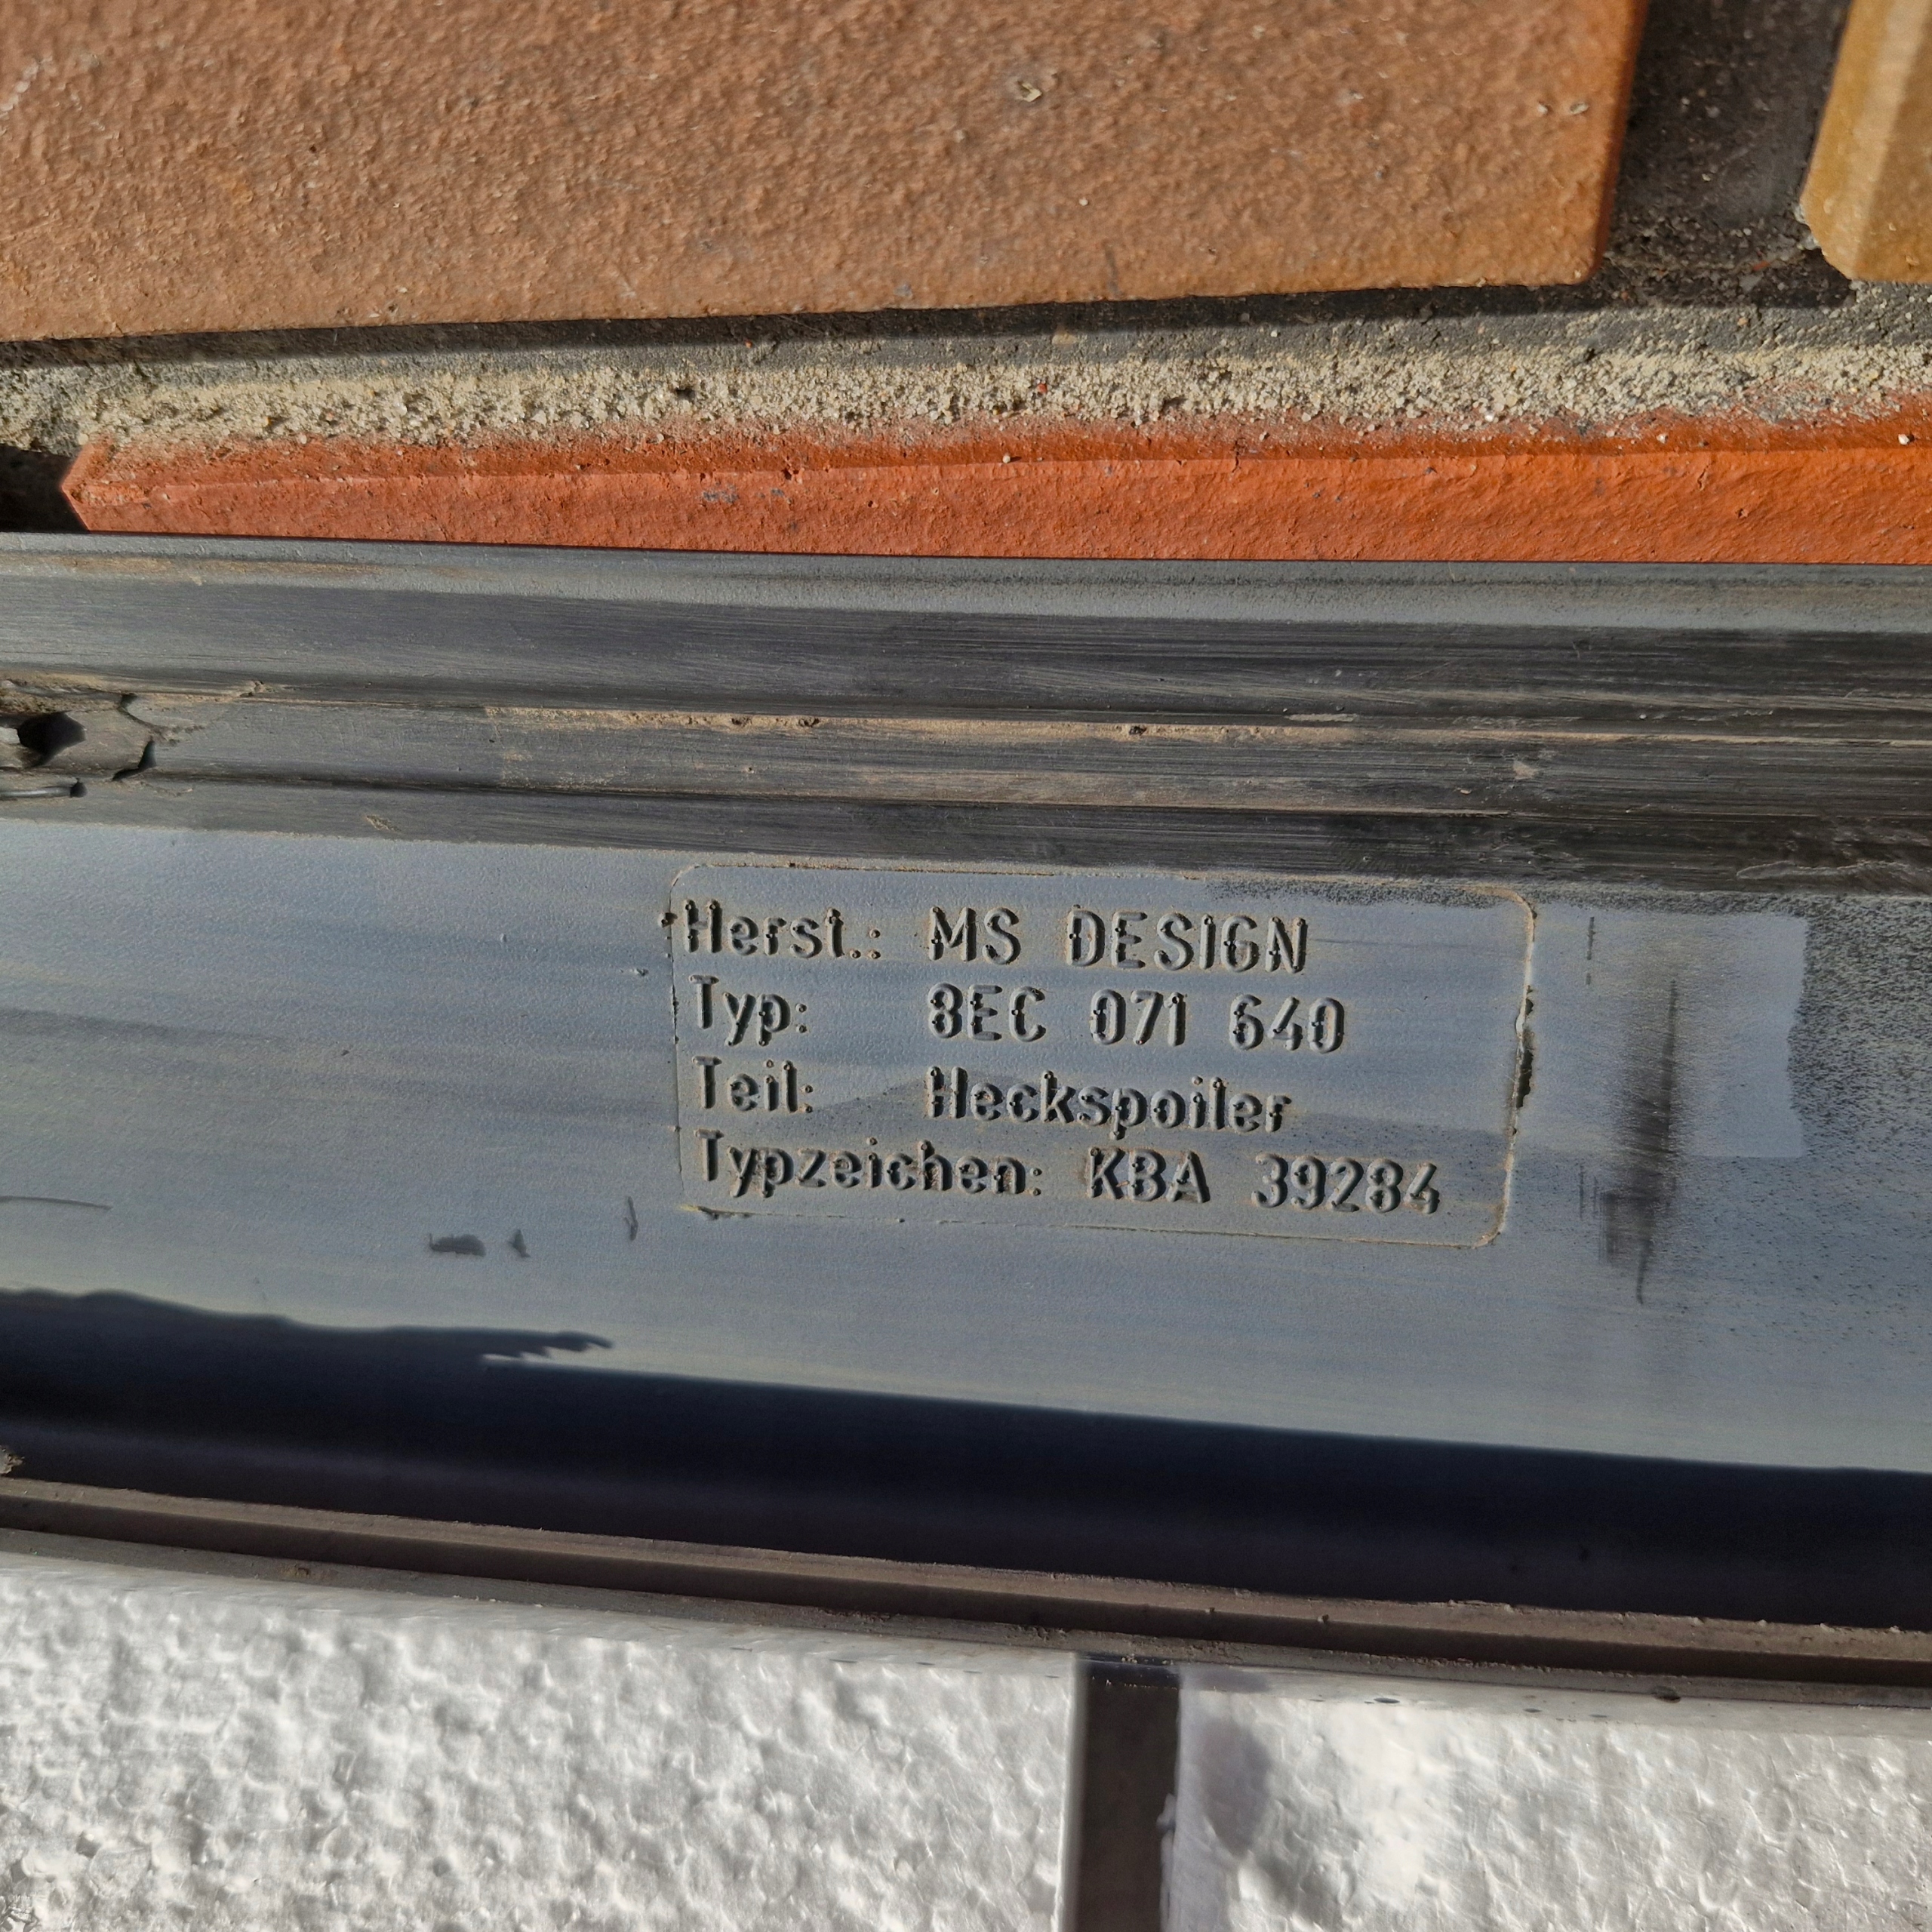 Herst.: MS DESIGN
Typ: 8EC 071 640
Teil: Heckspoiler
Typzeichen: KBA 39284